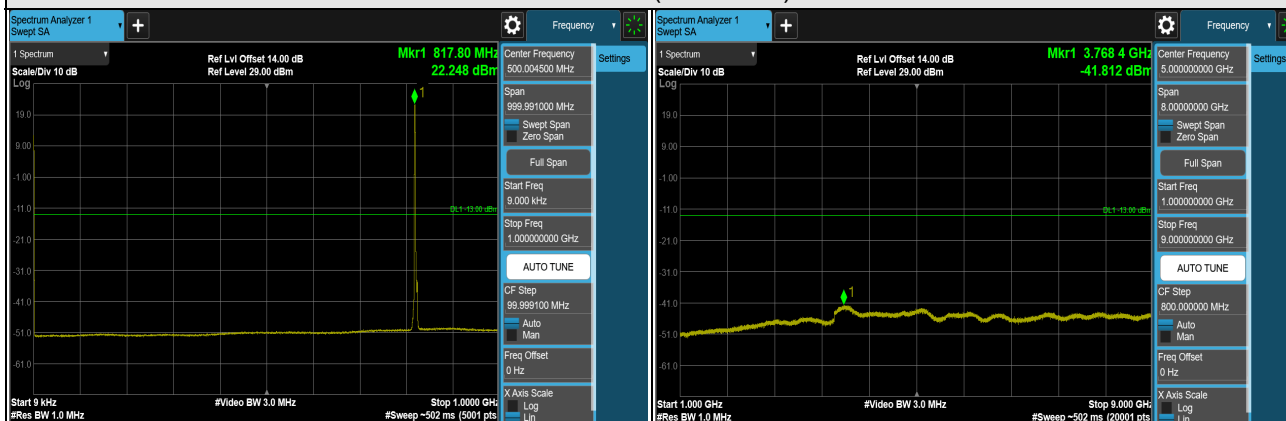 Spectrum Analyzer 1
Swept SA
+
Frequency
1 Spectrum
Scale/Div 10 dB
Log
Ref Lvl Offset 14.00 dB
Ref Level 29.00 dBm
Mkr1 817.80 MHz
22.248 dBm
1
19.0
9.00
-1.00
-11.0
-21.0
-31.0
-41.0
-51.0
-61.0
DL1 -13.00 dBm
Start 9 kHz
#Res BW 1.0 MHz
#Video BW 3.0 MHz
Stop 1.0000 GHz
#Sweep ~502 ms (5001 pts
Center Frequency
500.004500 MHz
Settings
Span
999.991000 MHz
Swept Span
Zero Span
Full Span
Start Freq
9.000 kHz
Stop Freq
1.000000000 GHz
AUTO TUNE
CF Step
99.999100 MHz
Auto
Man
Freq Offset
0 Hz
X Axis Scale
Log
Lin
Spectrum Analyzer 1
Swept SA
+
Frequency
1 Spectrum
Scale/Div 10 dB
Log
Ref Lvl Offset 14.00 dB
Ref Level 29.00 dBm
Mkr1 3.768 4 GHz
-41.812 dBm
1
19.0
9.00
-1.00
-11.0
-21.0
-31.0
-41.0
-51.0
-61.0
DL1 -13.00 dBm
Start 1.000 GHz
#Res BW 1.0 MHz
#Video BW 3.0 MHz
Stop 9.000 GHz
#Sweep ~502 ms (20001 pts
Center Frequency
5.000000000 GHz
Settings
Span
8.00000000 GHz
Swept Span
Zero Span
Full Span
Start Freq
1.000000000 GHz
Stop Freq
9.000000000 GHz
AUTO TUNE
CF Step
800.000000 MHz
Auto
Man
Freq Offset
0 Hz
X Axis Scale
Log
Lin